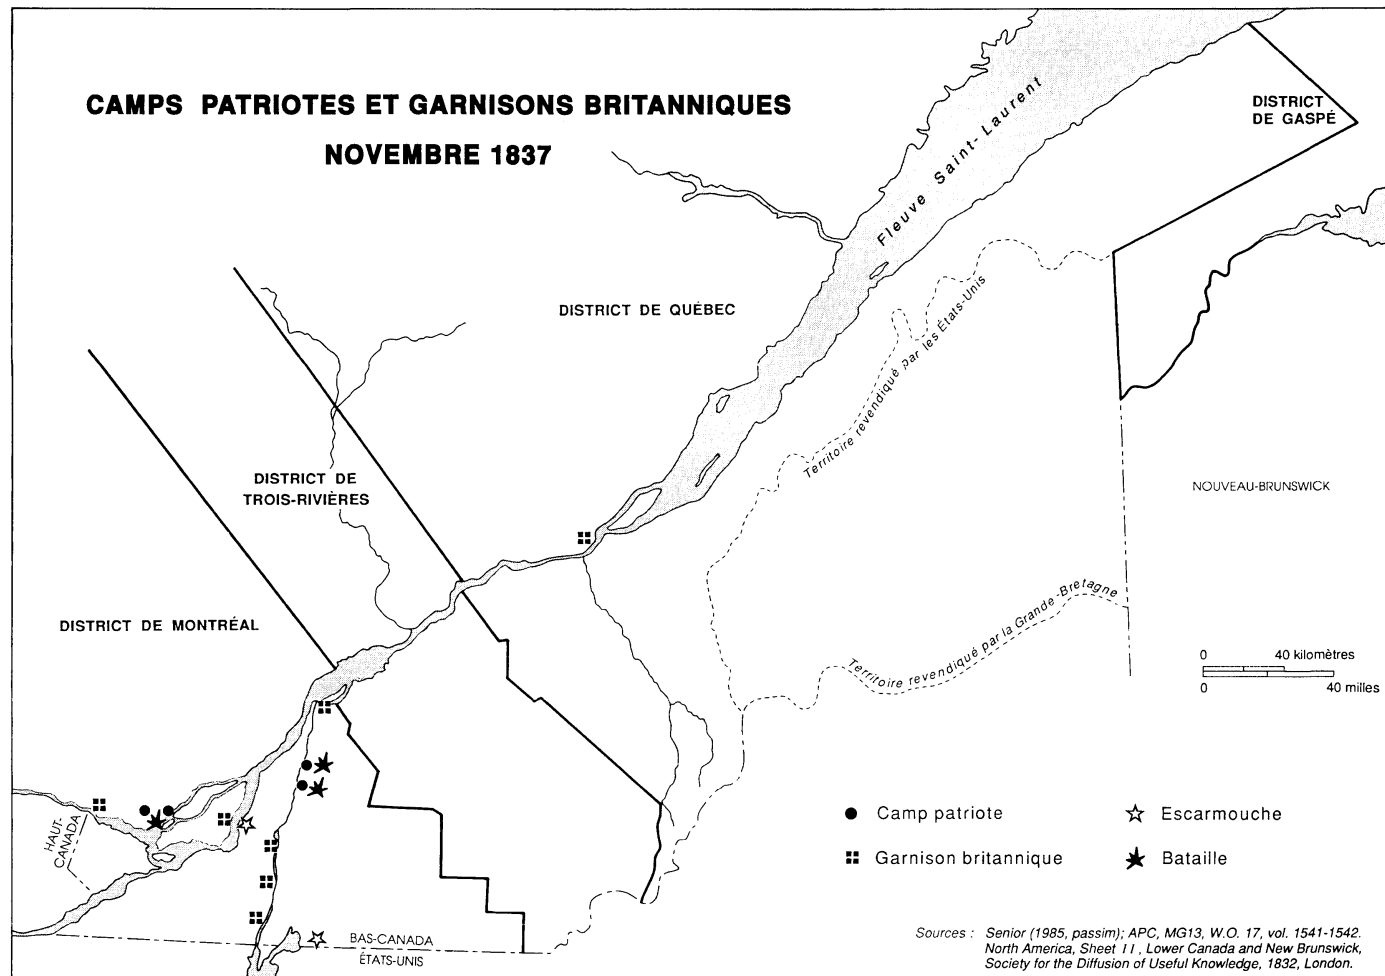 CAMPS PATRIOTES ET GARNISONS BRITANNIQUES
NOVEMBRE 1837
DISTRICT
DE GASPÉ
Fleuve Saint-Laurent
DISTRICT DE QUÉBEC
Territoire revendiqué par les États-Unis
DISTRICT DE
TROIS-RIVIÈRES
NOUVEAU-BRUNSWICK
DISTRICT DE MONTRÉAL
Territoire revendiqué par la Grande-Bretagne
0 40 kilomètres
0 40 milles
HAUT-
CANADA
Camp patriote
Escarmouche
Garnison britannique
Bataille
BAS-CANADA
ÉTATS-UNIS
Sources : Senior (1985, passim); APC, MG13, W.O. 17, vol. 1541-1542.
North America, Sheet II, Lower Canada and New Brunswick,
Society for the Diffusion of Useful Knowledge, 1832, London.